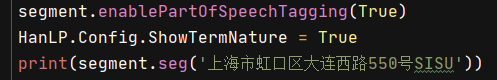 segment.enablePartOfSpeechTagging(True)
HanLP.Config.ShowTermNature = True
print(segment.seg('上海市虹口区大连西路550号SISU'))